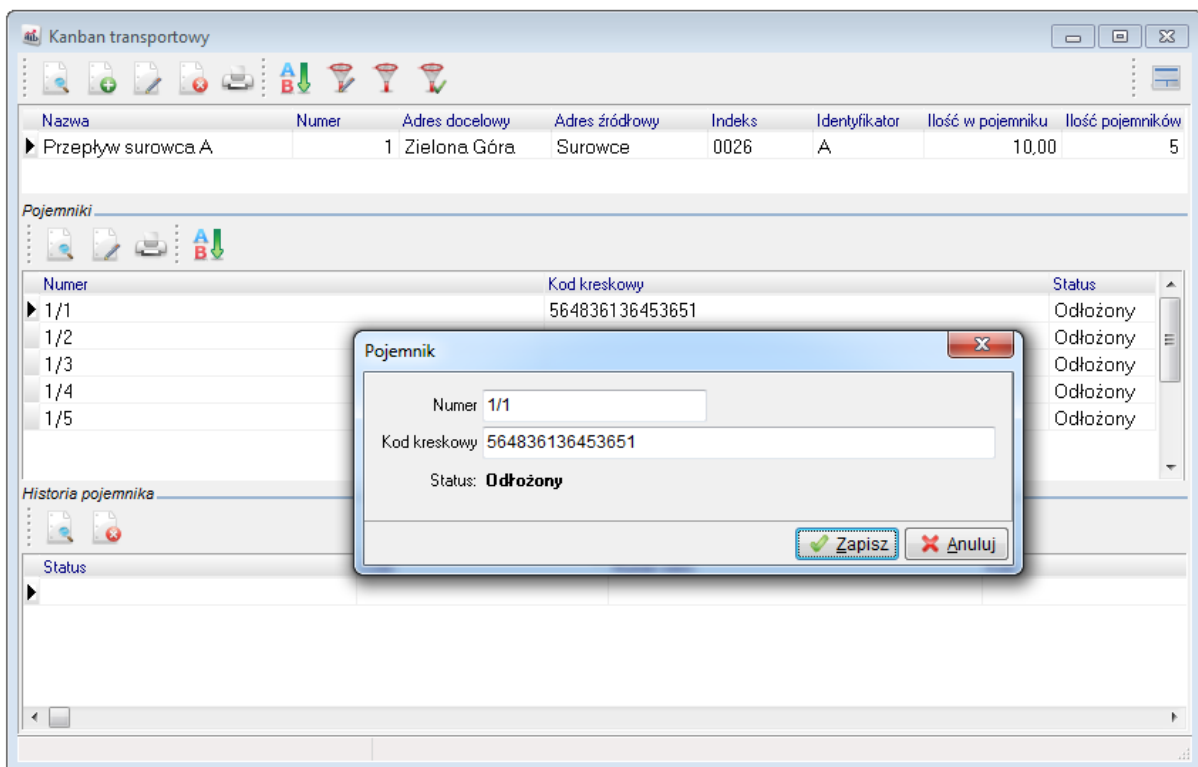 Kanban transportowy
Nazwa Numer Adres docelowy Adres źródłowy Indeks Identyfikator Ilość w pojemniku Ilość pojemników
Przepływ surowca A 1 Zielona Góra Surowce 0026 A 10,00 5
Pojemniki
Numer Kod kreskowy Status
1/1 564836136453651 Odłożony
1/2 Odłożony
1/3 Odłożony
1/4 Odłożony
1/5 Odłożony
Pojemnik
Numer 1/1
Kod kreskowy 564836136453651
Status: Odłożony
Zapisz Anuluj
Historia pojemnika
Status